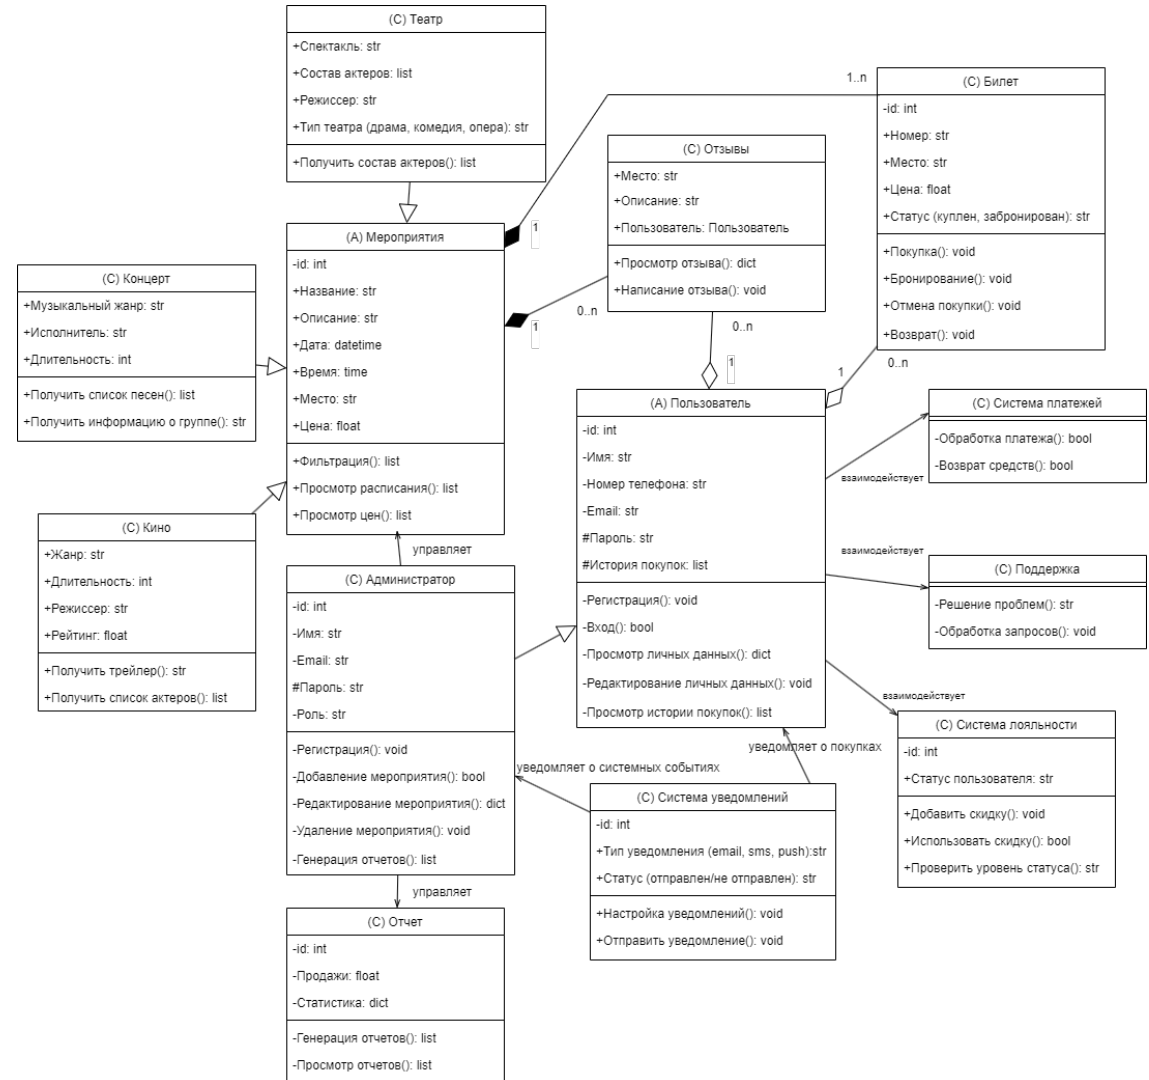 (C) Театр
+Спектакль: str
+Состав актеров: list
+Режиссер: str
+Тип театра (драма, комедия, опера): str
+Получить состав актеров(): list
1..n
(C) Билет
-id: int
+Номер: str
+Место: str
+Цена: float
+Статус (куплен, забронирован): str
+Покупка(): void
+Бронирование(): void
+Отмена покупки(): void
+Возврат(): void
(C) Отзывы
+Место: str
+Описание: str
+Пользователь: Пользователь
+Просмотр отзыва(): dict
+Написание отзыва(): void
(A) Мероприятия
-id: int
+Название: str
+Описание: str
+Дата: datetime
+Время: time
+Место: str
+Цена: float
+Фильтрация(): list
+Просмотр расписания(): list
+Просмотр цен(): list
1
0..n
1
0..n
1
1
0..n
(C) Концерт
+Музыкальный жанр: str
+Исполнитель: str
+Длительность: int
+Получить список песен(): list
+Получить информацию о группе(): str
(C) Кино
+Жанр: str
+Длительность: int
+Режиссер: str
+Рейтинг: float
+Получить трейлер(): str
+Получить список актеров(): list
управляет
(C) Администратор
-id: int
-Имя: str
-Email: str
#Пароль: str
-Роль: str
-Регистрация(): void
-Добавление мероприятия(): bool
-Редактирование мероприятия(): dict
-Удаление мероприятия(): void
-Генерация отчетов(): list
управляет
(C) Отчет
-id: int
-Продажи: float
-Статистика: dict
-Генерация отчетов(): list
-Просмотр отчетов(): list
(A) Пользователь
-id: int
-Имя: str
-Номер телефона: str
-Email: str
#Пароль: str
#История покупок: list
-Регистрация(): void
-Вход(): bool
-Просмотр личных данных(): dict
-Редактирование личных данных(): void
-Просмотр истории покупок(): list
(C) Система платежей
-Обработка платежа(): bool
-Возврат средств(): bool
взаимодействует
взаимодействует
(C) Поддержка
-Решение проблем(): str
-Обработка запросов(): void
взаимодействует
(C) Система лояльности
-id: int
+Статус пользователя: str
+Добавить скидку(): void
+Использовать скидку(): bool
+Проверить уровень статуса(): str
уведомляет о покупках
уведомляет о системных событиях
(C) Система уведомлений
-id: int
+Тип уведомления (email, sms, push):str
+Статус (отправлен/не отправлен): str
+Настройка уведомлений(): void
+Отправить уведомление(): void